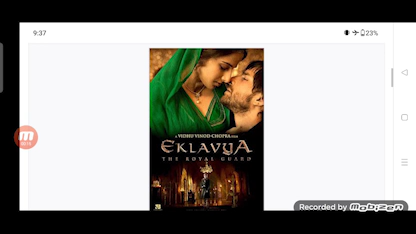 9:37
23%
A VIDHU VINOD CHOPRA FILM
EKLAVYA
THE ROYAL GUARD
Recorded by Mobizen